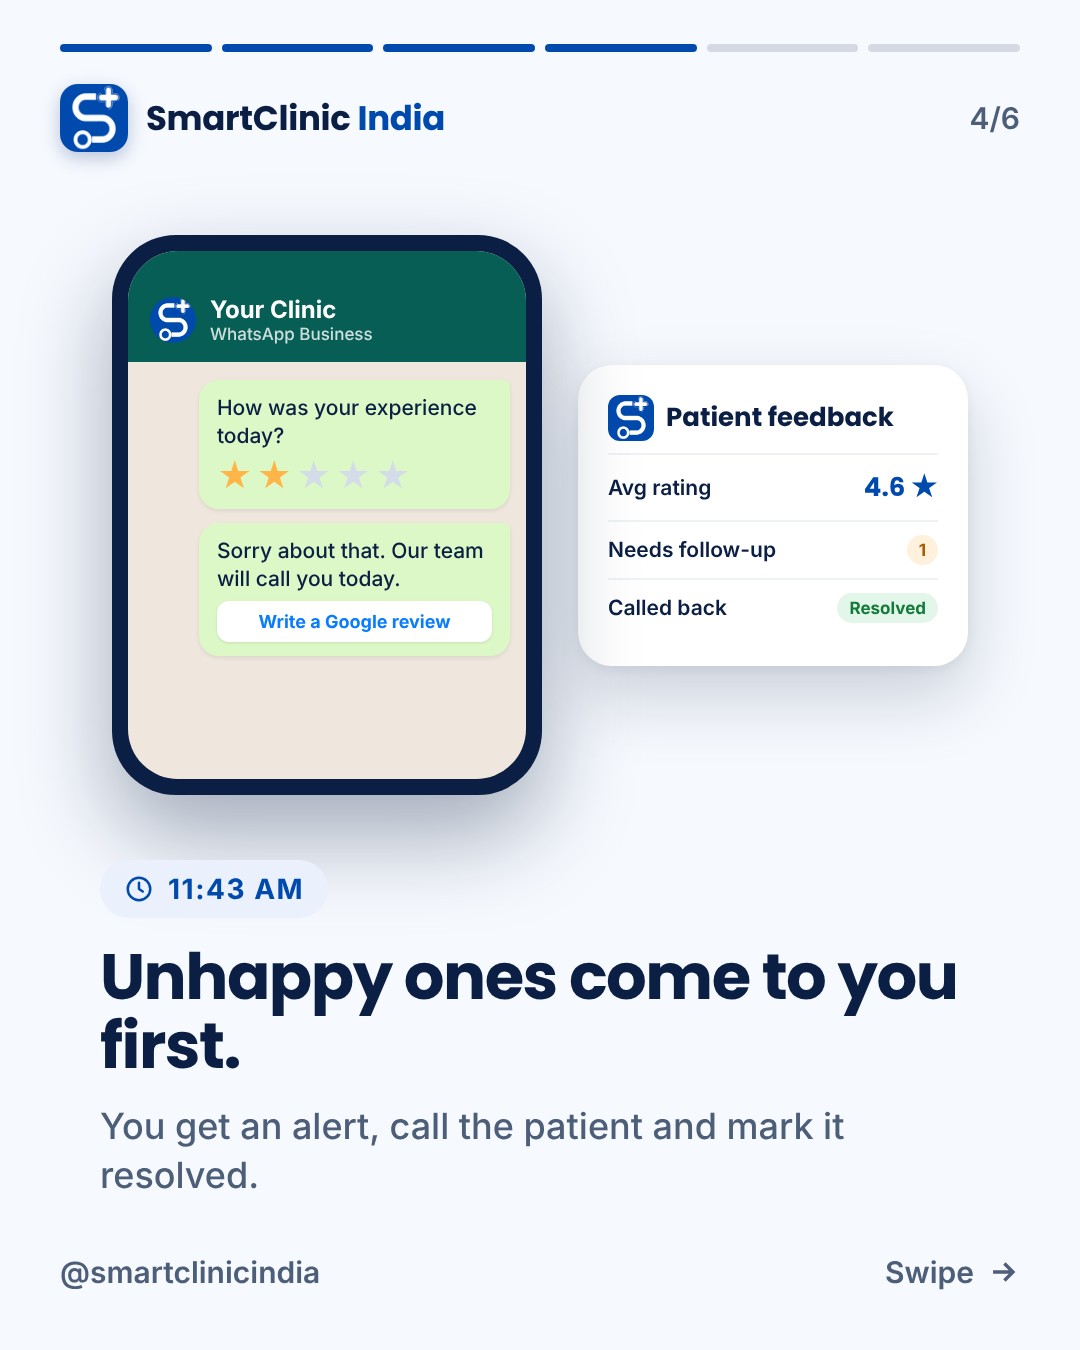 SmartClinic India
4/6
Your Clinic
WhatsApp Business
How was your experience
today?
★★★★★
Sorry about that. Our team
will call you today.
Write a Google review
Patient feedback
Avg rating 4.6 ★
Needs follow-up 1
Called back Resolved
11:43 AM
Unhappy ones come to you
first.
You get an alert, call the patient and mark it
resolved.
@smartclinicindia
Swipe →